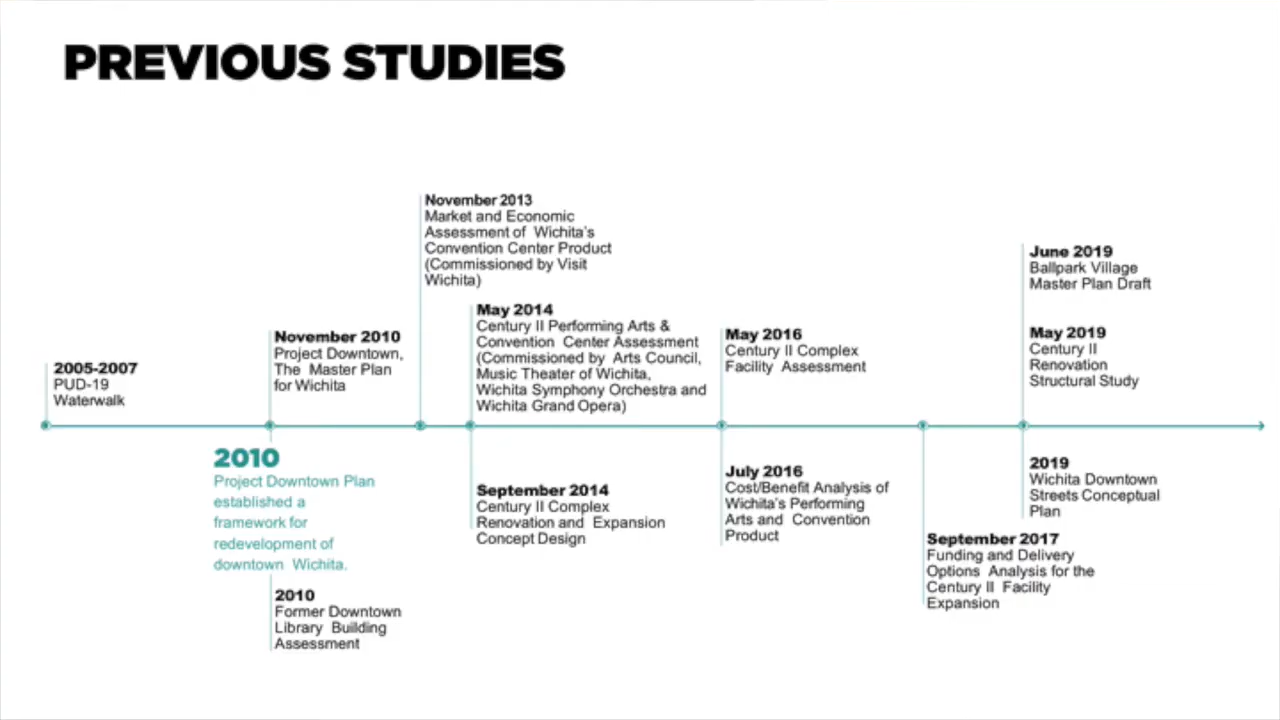 PREVIOUS STUDIES
2005-2007
PUD-19
Waterwalk
November 2010
Project Downtown,
The Master Plan
for Wichita
2010
Project Downtown Plan
established a
framework for
redevelopment of
downtown Wichita.
2010
Former Downtown
Library Building
Assessment
November 2013
Market and Economic
Assessment of Wichita's
Convention Center Product
(Commissioned by Visit
Wichita)
May 2014
Century II Performing Arts &
Convention Center Assessment
(Commissioned by Arts Council,
Music Theater of Wichita,
Wichita Symphony Orchestra and
Wichita Grand Opera)
September 2014
Century II Complex
Renovation and Expansion
Concept Design
May 2016
Century II Complex
Facility Assessment
July 2016
Cost/Benefit Analysis of
Wichita's Performing
Arts and Convention
Product
September 2017
Funding and Delivery
Options Analysis for the
Century II Facility
Expansion
June 2019
Ballpark Village
Master Plan Draft
May 2019
Century II
Renovation
Structural Study
2019
Wichita Downtown
Streets Conceptual
Plan